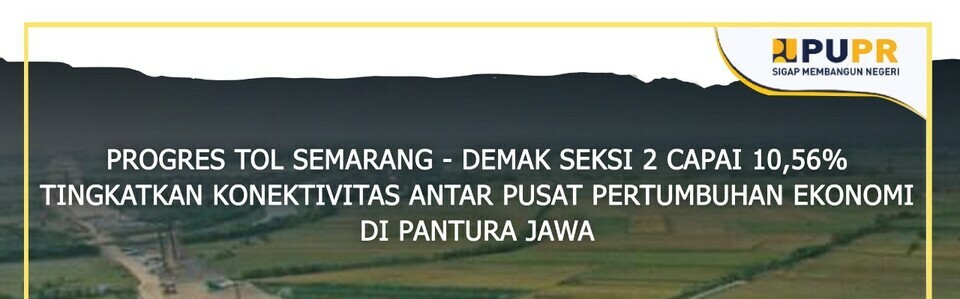 PUPR
SIGAP MEMBANGUN NEGERI
PROGRES TOL SEMARANG - DEMAK SEKSI 2 CAPAI 10,56%
TINGKATKAN KONEKTIVITAS ANTAR PUSAT PERTUMBUHAN EKONOMI
DI PANTURA JAWA